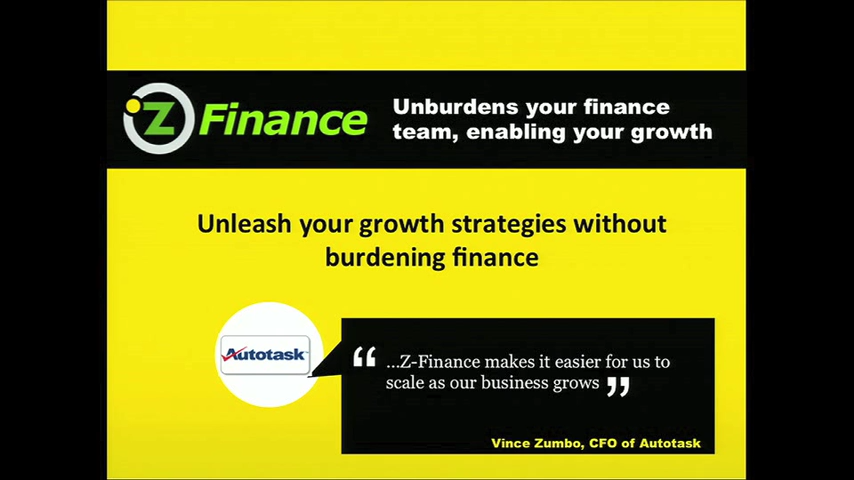 Z Finance
Unburdens your finance
team, enabling your growth
Unleash your growth strategies without
burdening finance
Autotask
“ ...Z-Finance makes it easier for us to
scale as our business grows ”
Vince Zumbo, CFO of Autotask